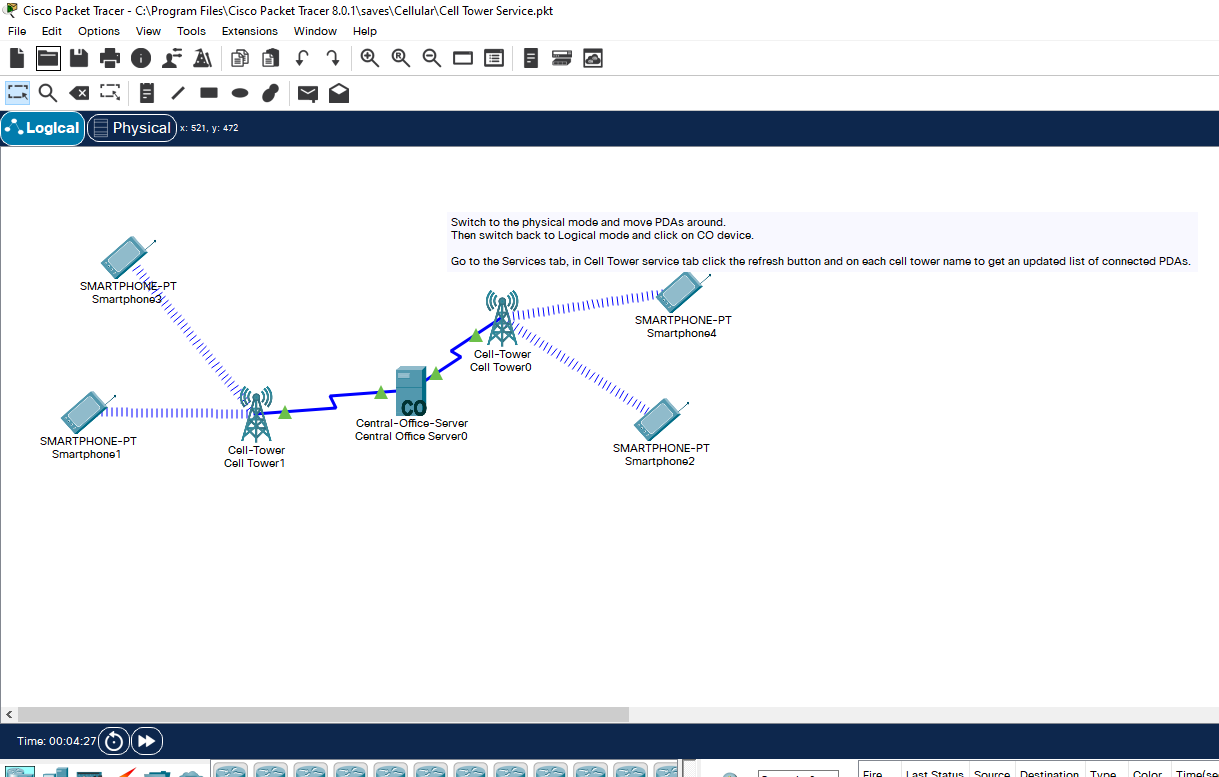 Cisco Packet Tracer - C:\Program Files\Cisco Packet Tracer 8.0.1\saves\Cellular\Cell Tower Service.pkt
File Edit Options View Tools Extensions Window Help
Logical Physical x: 521, y: 472
Switch to the physical mode and move PDAs around.
Then switch back to Logical mode and click on CO device.
Go to the Services tab, in Cell Tower service tab click the refresh button and on each cell tower name to get an updated list of connected PDAs.
SMARTPHONE-PT
Smartphone3
SMARTPHONE-PT
Smartphone4
Cell-Tower
Cell Tower0
CO
Central-Office-Server
Central Office Server0
SMARTPHONE-PT
Smartphone1
Cell-Tower
Cell Tower1
SMARTPHONE-PT
Smartphone2
Time: 00:04:27
Fire Last Status Source Destination Type Color Time(se